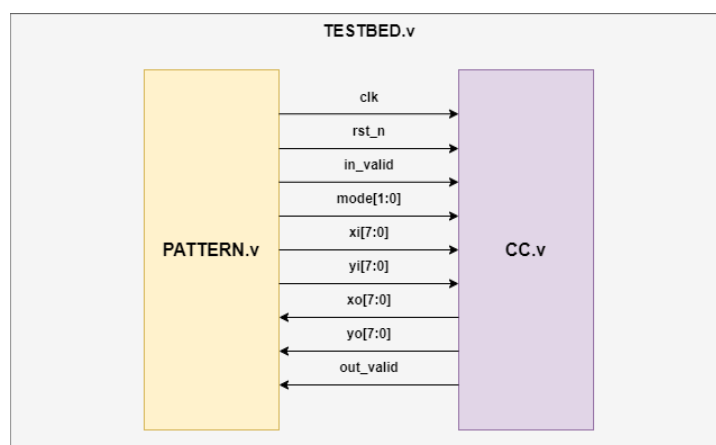 TESTBED.v
clk
rst_n
in_valid
mode[1:0]
xi[7:0]
PATTERN.v
CC.v
yi[7:0]
xo[7:0]
yo[7:0]
out_valid